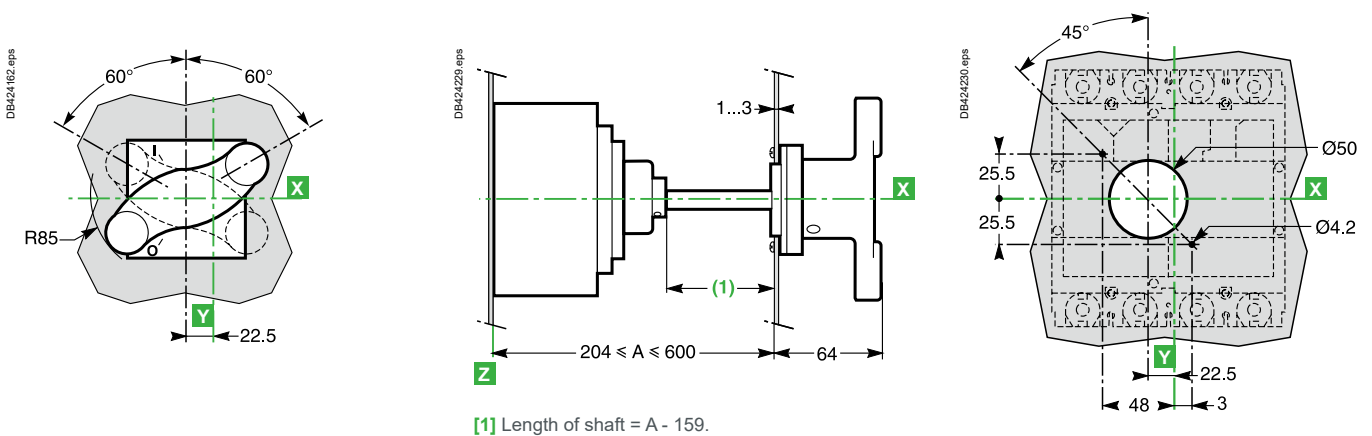 DB424162.eps
60°
60°
I
X
R85
O
Y
22.5
DB424229.eps
1...3
X
(1)
204 ⩽ A ⩽ 600
64
Z
[1] Length of shaft = A - 159.
DB424230.eps
45°
Ø50
25.5
X
25.5
Ø4.2
Y
22.5
48
3